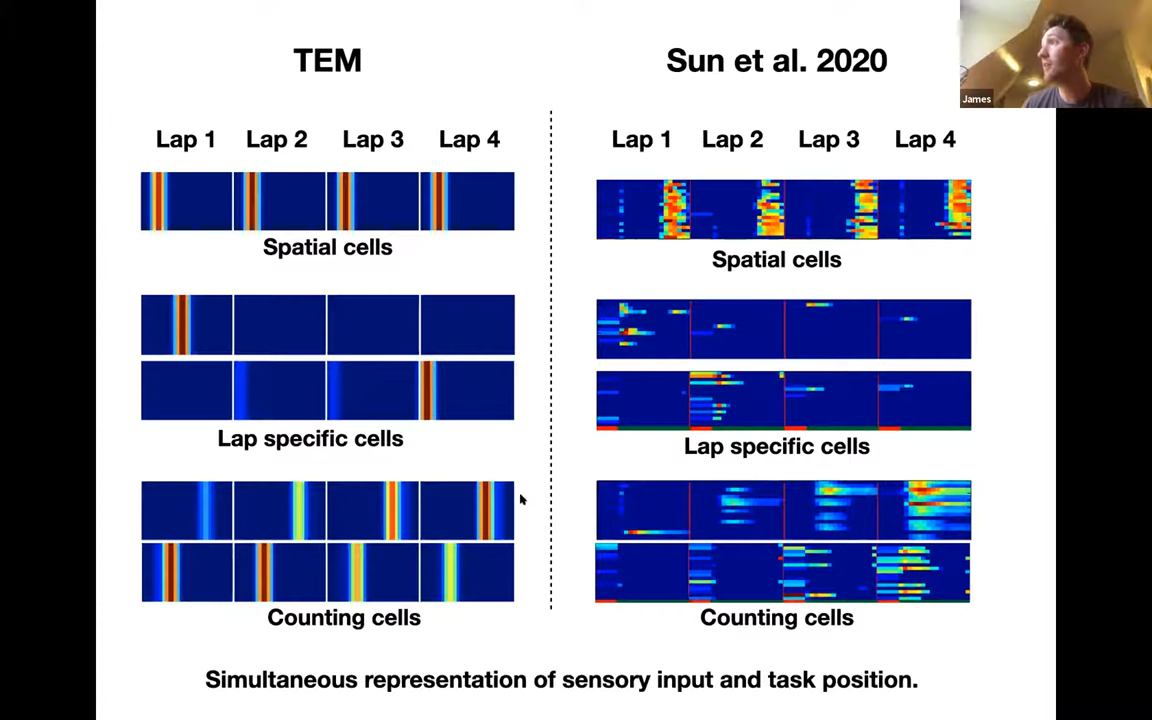 TEM
Sun et al. 2020
James
Lap 1 Lap 2 Lap 3 Lap 4
Lap 1 Lap 2 Lap 3 Lap 4
Spatial cells
Spatial cells
Lap specific cells
Lap specific cells
Counting cells
Counting cells
Simultaneous representation of sensory input and task position.